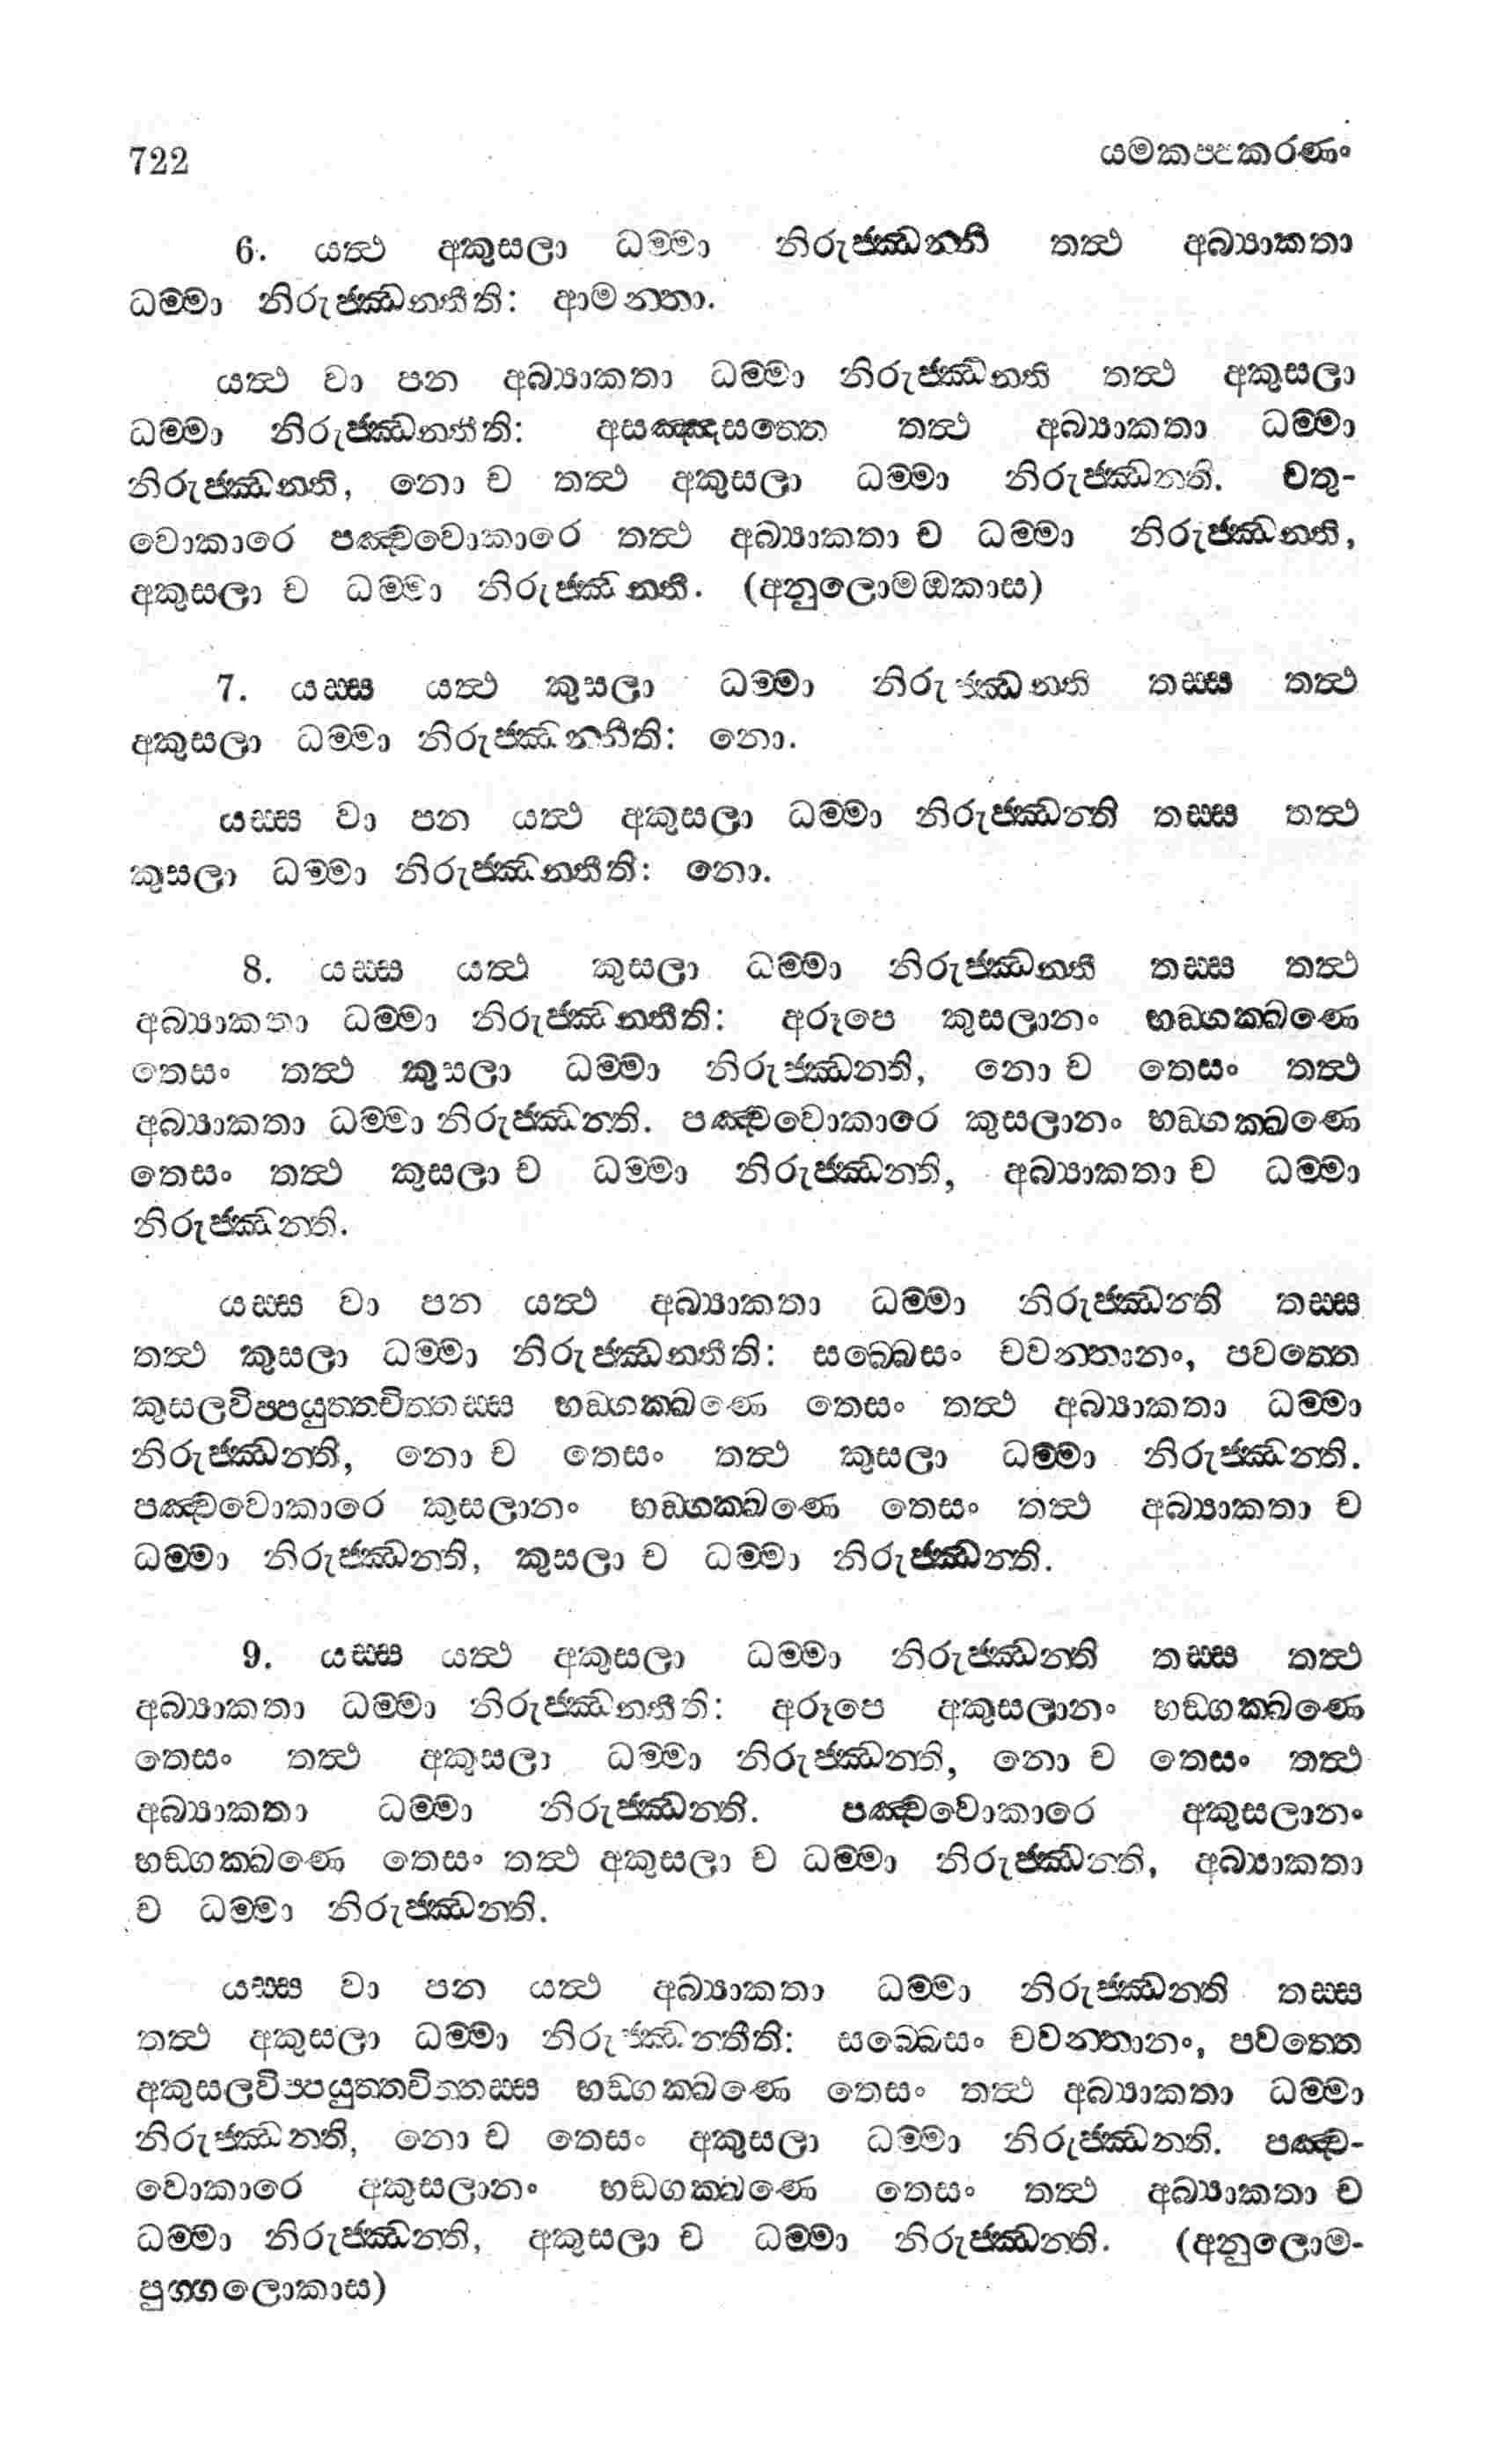 722 යමකප්පකරණං
6. යත්ථ අකුසලා ධම්මා නිරුජ්ඣන්ති තත්ථ අබ්‍යාකතා
ධම්මා නිරුජ්ඣන්තීති: ආමන්තා.
යත්ථ වා පන අබ්‍යාකතා ධම්මා නිරුජ්ඣන්ති තත්ථ අකුසලා
ධම්මා නිරුජ්ඣන්තීති: අසඤ්ඤසත්තෙ තත්ථ අබ්‍යාකතා ධම්මා
නිරුජ්ඣන්ති, නො ච තත්ථ අකුසලා ධම්මා නිරුජ්ඣන්ති. චතු-
වොකාරෙ පඤ්චවොකාරෙ තත්ථ අබ්‍යාකතා ච ධම්මා නිරුජ්ඣන්ති,
අකුසලා ච ධම්මා නිරුජ්ඣන්ති. (අනුලොමඔකාස)
7. යස්ස යත්ථ කුසලා ධම්මා නිරුජ්ඣන්ති තස්ස තත්ථ
අකුසලා ධම්මා නිරුජ්ඣන්තීති: නො.
යස්ස වා පන යත්ථ අකුසලා ධම්මා නිරුජ්ඣන්ති තස්ස තත්ථ
කුසලා ධම්මා නිරුජ්ඣන්තීති: නො.
8. යස්ස යත්ථ කුසලා ධම්මා නිරුජ්ඣන්ති තස්ස තත්ථ
අබ්‍යාකතා ධම්මා නිරුජ්ඣන්තීති: අරූපෙ කුසලානං භඞ්ගක්ඛණෙ
තෙසං තත්ථ කුසලා ධම්මා නිරුජ්ඣන්ති, නො ච තෙසං තත්ථ
අබ්‍යාකතා ධම්මා නිරුජ්ඣන්ති. පඤ්චවොකාරෙ කුසලානං භඞ්ගක්ඛණෙ
තෙසං තත්ථ කුසලා ච ධම්මා නිරුජ්ඣන්ති, අබ්‍යාකතා ච ධම්මා
නිරුජ්ඣන්ති.
යස්ස වා පන යත්ථ අබ්‍යාකතා ධම්මා නිරුජ්ඣන්ති තස්ස
තත්ථ කුසලා ධම්මා නිරුජ්ඣන්තීති: සබ්බෙසං චවන්තානං, පවත්තෙ
කුසලවිප්පයුත්තචිත්තස්ස භඞ්ගක්ඛණෙ තෙසං තත්ථ අබ්‍යාකතා ධම්මා
නිරුජ්ඣන්ති, නො ච තෙසං තත්ථ කුසලා ධම්මා නිරුජ්ඣන්ති.
පඤ්චවොකාරෙ කුසලානං භඞ්ගක්ඛණෙ තෙසං තත්ථ අබ්‍යාකතා ච
ධම්මා නිරුජ්ඣන්ති, කුසලා ච ධම්මා නිරුජ්ඣන්ති.
9. යස්ස යත්ථ අකුසලා ධම්මා නිරුජ්ඣන්ති තස්ස තත්ථ
අබ්‍යාකතා ධම්මා නිරුජ්ඣන්තීති: අරූපෙ අකුසලානං භඞ්ගක්ඛණෙ
තෙසං තත්ථ අකුසලා ධම්මා නිරුජ්ඣන්ති, නො ච තෙසං තත්ථ
අබ්‍යාකතා ධම්මා නිරුජ්ඣන්ති. පඤ්චවොකාරෙ අකුසලානං
භඞ්ගක්ඛණෙ තෙසං තත්ථ අකුසලා ච ධම්මා නිරුජ්ඣන්ති, අබ්‍යාකතා
ච ධම්මා නිරුජ්ඣන්ති.
යස්ස වා පන යත්ථ අබ්‍යාකතා ධම්මා නිරුජ්ඣන්ති තස්ස
තත්ථ අකුසලා ධම්මා නිරුජ්ඣන්තීති: සබ්බෙසං චවන්තානං, පවත්තෙ
අකුසලවිප්පයුත්තචිත්තස්ස භඞ්ගක්ඛණෙ තෙසං තත්ථ අබ්‍යාකතා ධම්මා
නිරුජ්ඣන්ති, නො ච තෙසං අකුසලා ධම්මා නිරුජ්ඣන්ති. පඤ්ච-
වොකාරෙ අකුසලානං භඞ්ගක්ඛණෙ තෙසං තත්ථ අබ්‍යාකතා ච
ධම්මා නිරුජ්ඣන්ති, අකුසලා ච ධම්මා නිරුජ්ඣන්ති. (අනුලොම-
පුග්ගලොකාස)